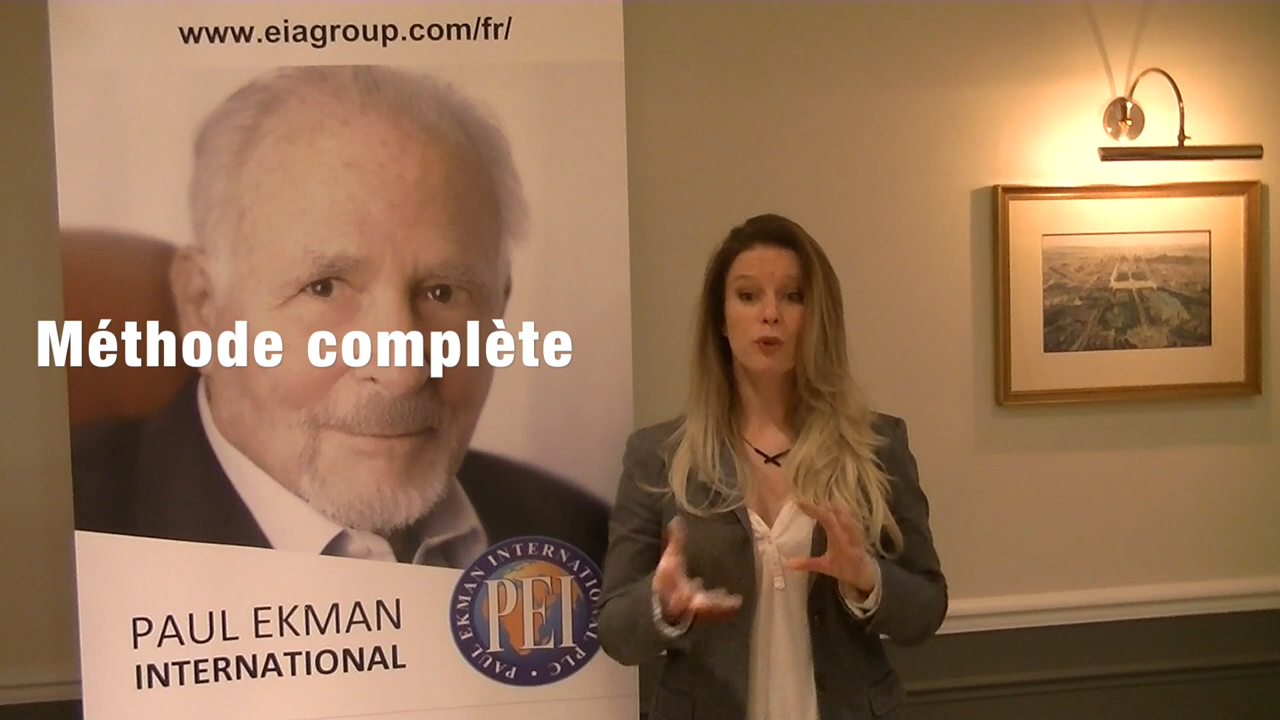 www.eiagroup.com/fr/
Méthode complète
PAUL EKMAN
INTERNATIONAL
PEI
PAUL EKMAN INTERNATIONAL PLC